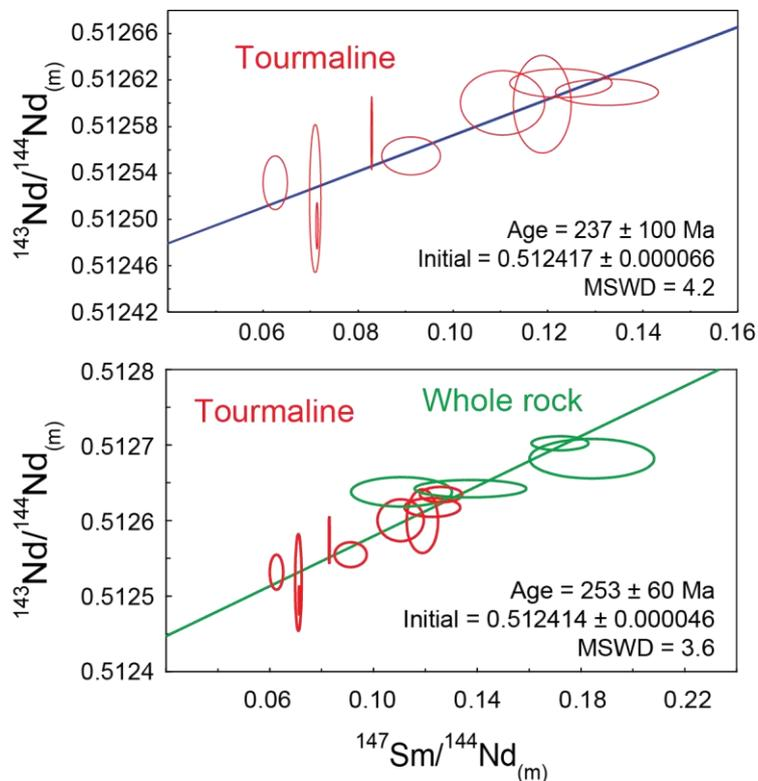 0.51266
0.51262
0.51258
0.51254
0.51250
0.51246
0.51242
143Nd/144Nd(m)
Tourmaline
Age = 237 ± 100 Ma
Initial = 0.512417 ± 0.000066
MSWD = 4.2
0.06 0.08 0.10 0.12 0.14 0.16
0.5128
0.5127
0.5126
0.5125
0.5124
143Nd/144Nd(m)
Tourmaline
Whole rock
Age = 253 ± 60 Ma
Initial = 0.512414 ± 0.000046
MSWD = 3.6
0.06 0.10 0.14 0.18 0.22
147Sm/144Nd(m)